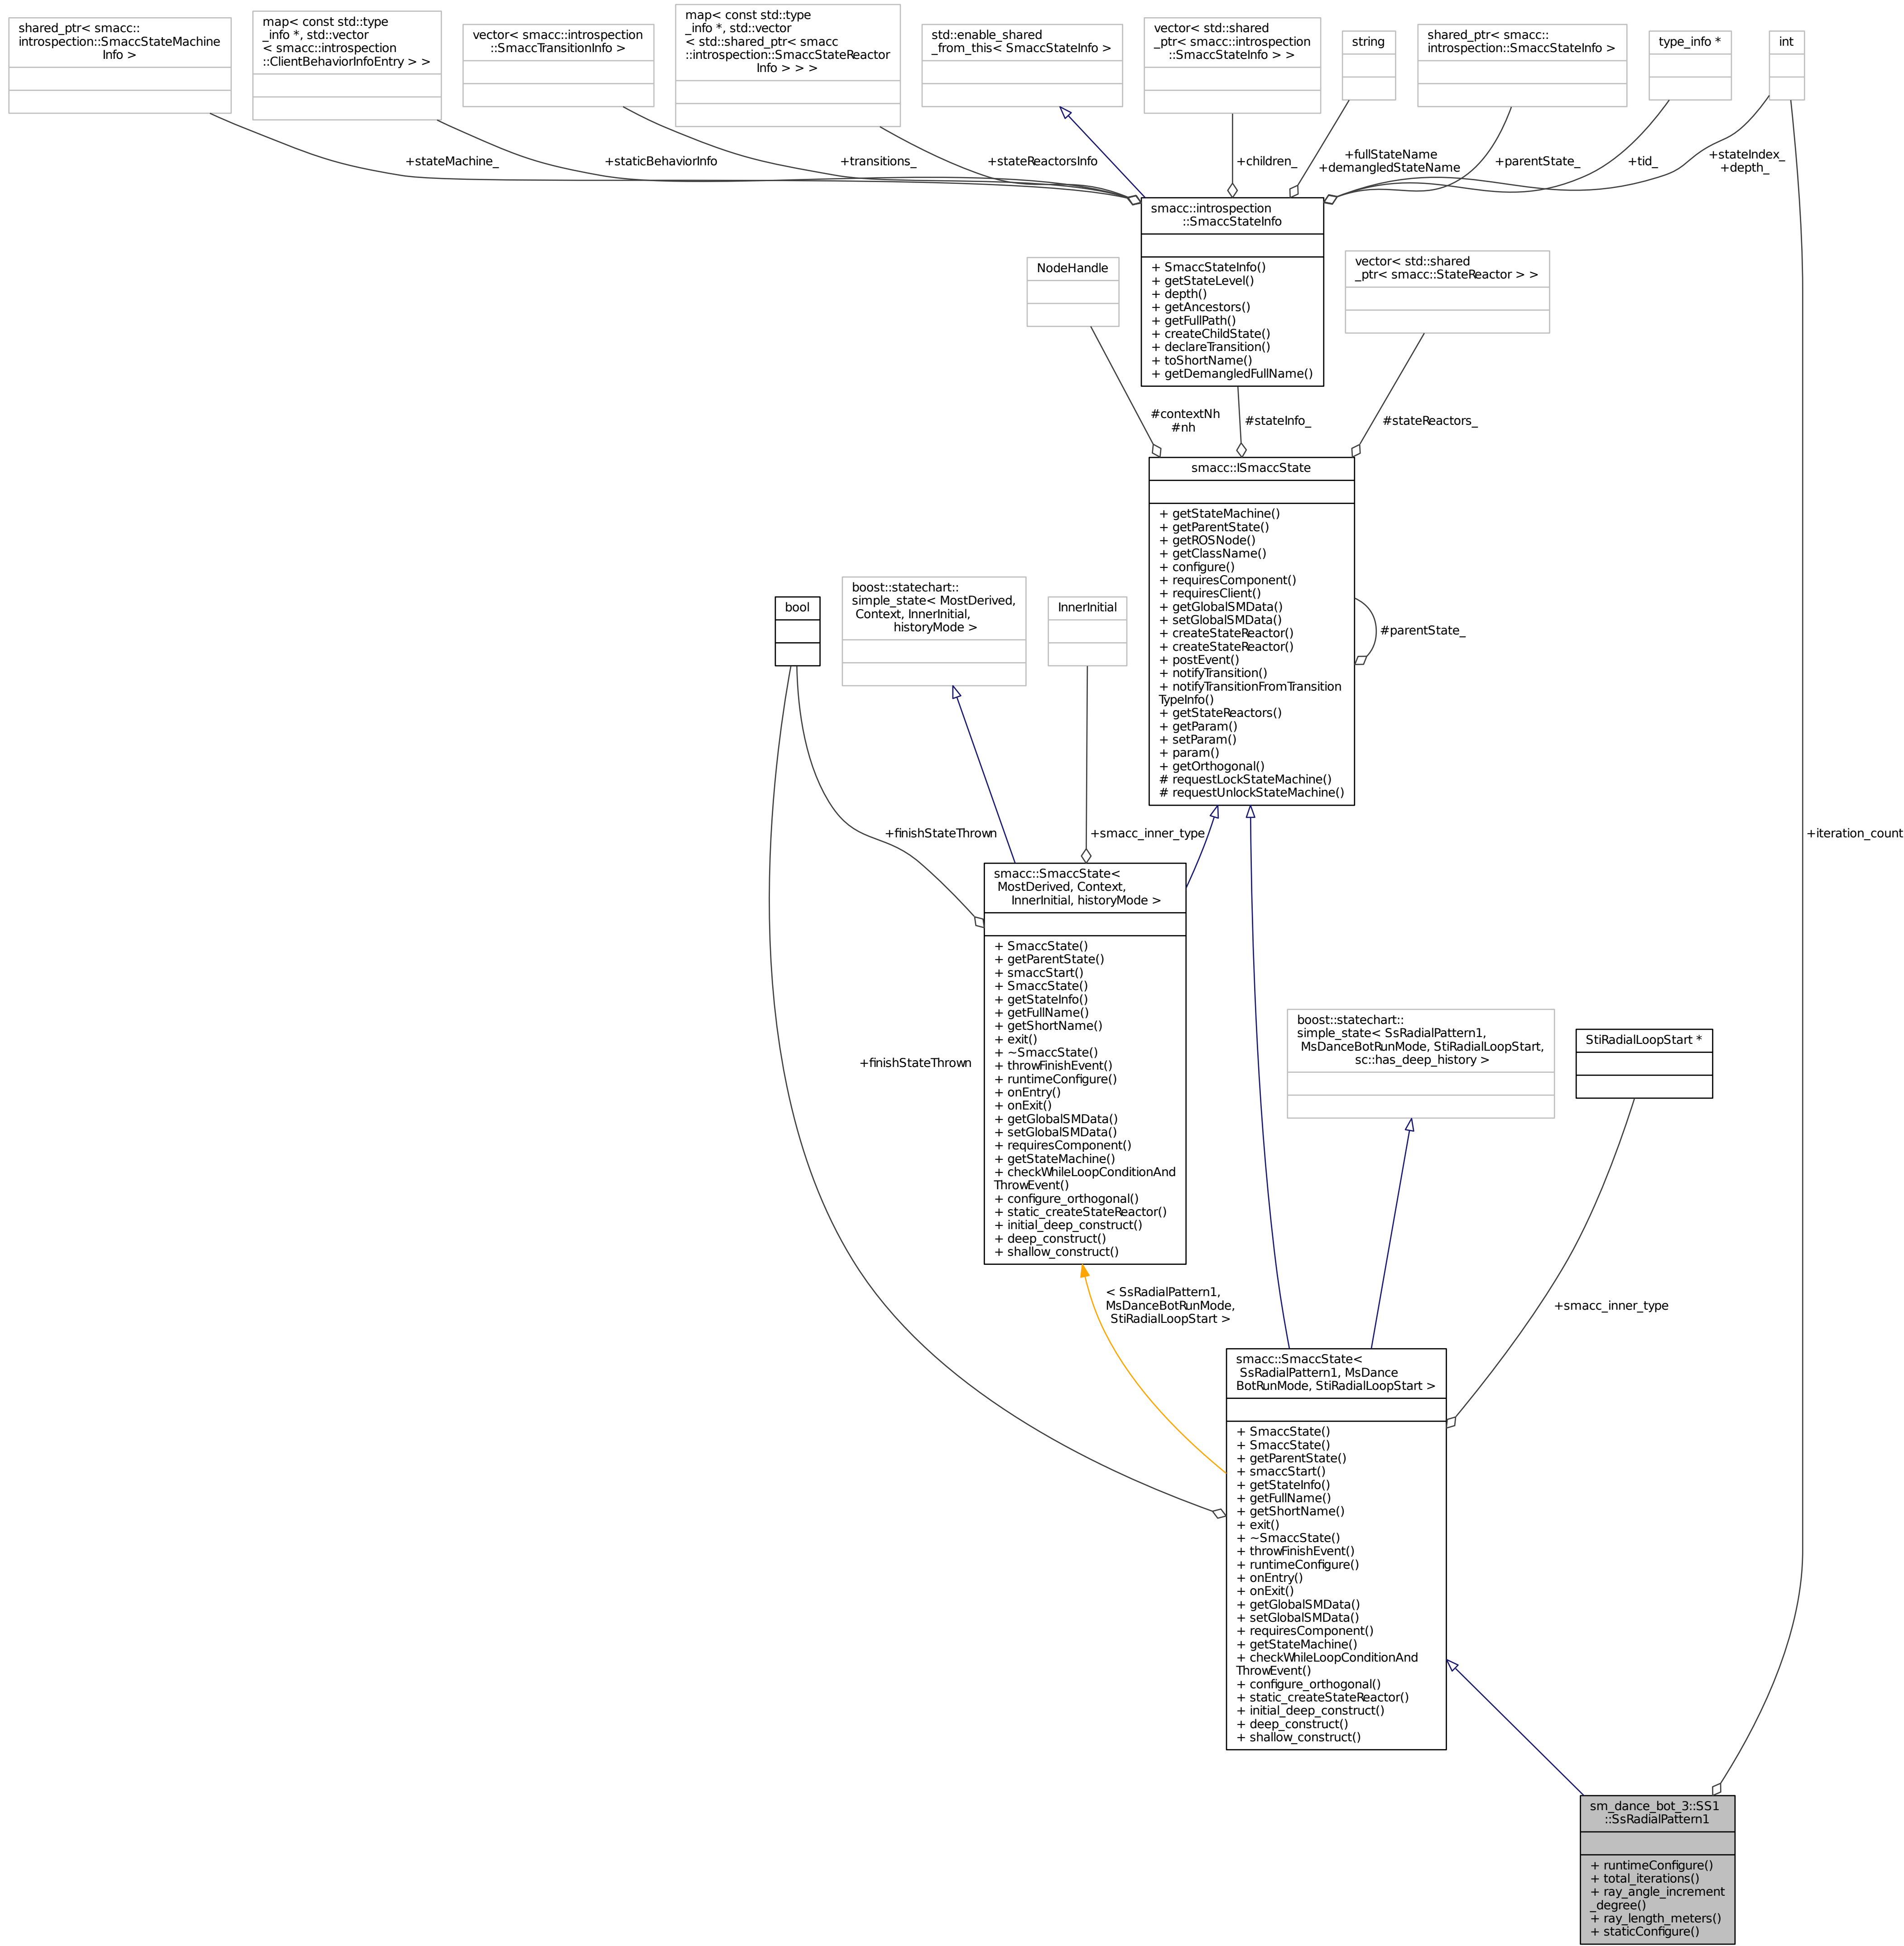 shared_ptr< smacc::
introspection::SmaccStateMachine
Info >
map< const std::type
_info *, std::vector
< smacc::introspection
::ClientBehaviorInfoEntry > >
vector< smacc::introspection
::SmaccTransitionInfo >
map< const std::type
_info *, std::vector
< std::shared_ptr< smacc
::introspection::SmaccStateReactor
Info > > >
std::enable_shared
_from_this< SmaccStateInfo >
vector< std::shared
_ptr< smacc::introspection
::SmaccStateInfo > >
string
shared_ptr< smacc::
introspection::SmaccStateInfo >
type_info *
int
+stateMachine_
+staticBehaviorInfo
+transitions_
+stateReactorsInfo
+children_
+fullStateName
+demangledStateName
+parentState_
+tid_
+stateIndex_
+depth_
smacc::introspection
::SmaccStateInfo
+ SmaccStateInfo()
+ getStateLevel()
+ depth()
+ getAncestors()
+ getFullPath()
+ createChildState()
+ declareTransition()
+ toShortName()
+ getDemangledFullName()
NodeHandle
vector< std::shared
_ptr< smacc::StateReactor > >
#contextNh
#nh
#stateInfo_
#stateReactors_
smacc::ISmaccState
+ getStateMachine()
+ getParentState()
+ getROSNode()
+ getClassName()
+ configure()
+ requiresComponent()
+ requiresClient()
+ getGlobalSMData()
+ setGlobalSMData()
+ createStateReactor()
+ createStateReactor()
+ postEvent()
+ notifyTransition()
+ notifyTransitionFromTransition
TypeInfo()
+ getStateReactors()
+ getParam()
+ setParam()
+ param()
+ getOrthogonal()
# requestLockStateMachine()
# requestUnlockStateMachine()
#parentState_
bool
boost::statechart::
simple_state< MostDerived,
Context, InnerInitial,
historyMode >
InnerInitial
+finishStateThrown
+smacc_inner_type
+iteration_count
smacc::SmaccState<
MostDerived, Context,
InnerInitial, historyMode >
+ SmaccState()
+ getParentState()
+ smaccStart()
+ SmaccState()
+ getStateInfo()
+ getFullName()
+ getShortName()
+ exit()
+ ~SmaccState()
+ throwFinishEvent()
+ runtimeConfigure()
+ onEntry()
+ onExit()
+ getGlobalSMData()
+ setGlobalSMData()
+ requiresComponent()
+ getStateMachine()
+ checkWhileLoopConditionAnd
ThrowEvent()
+ configure_orthogonal()
+ static_createStateReactor()
+ initial_deep_construct()
+ deep_construct()
+ shallow_construct()
+finishStateThrown
boost::statechart::
simple_state< SsRadialPattern1,
MsDanceBotRunMode, StiRadialLoopStart,
sc::has_deep_history >
StiRadialLoopStart *
< SsRadialPattern1,
MsDanceBotRunMode,
StiRadialLoopStart >
+smacc_inner_type
smacc::SmaccState<
SsRadialPattern1, MsDance
BotRunMode, StiRadialLoopStart >
+ SmaccState()
+ SmaccState()
+ getParentState()
+ smaccStart()
+ getStateInfo()
+ getFullName()
+ getShortName()
+ exit()
+ ~SmaccState()
+ throwFinishEvent()
+ runtimeConfigure()
+ onEntry()
+ onExit()
+ getGlobalSMData()
+ setGlobalSMData()
+ requiresComponent()
+ getStateMachine()
+ checkWhileLoopConditionAnd
ThrowEvent()
+ configure_orthogonal()
+ static_createStateReactor()
+ initial_deep_construct()
+ deep_construct()
+ shallow_construct()
sm_dance_bot_3::SS1
::SsRadialPattern1
+ runtimeConfigure()
+ total_iterations()
+ ray_angle_increment
_degree()
+ ray_length_meters()
+ staticConfigure()